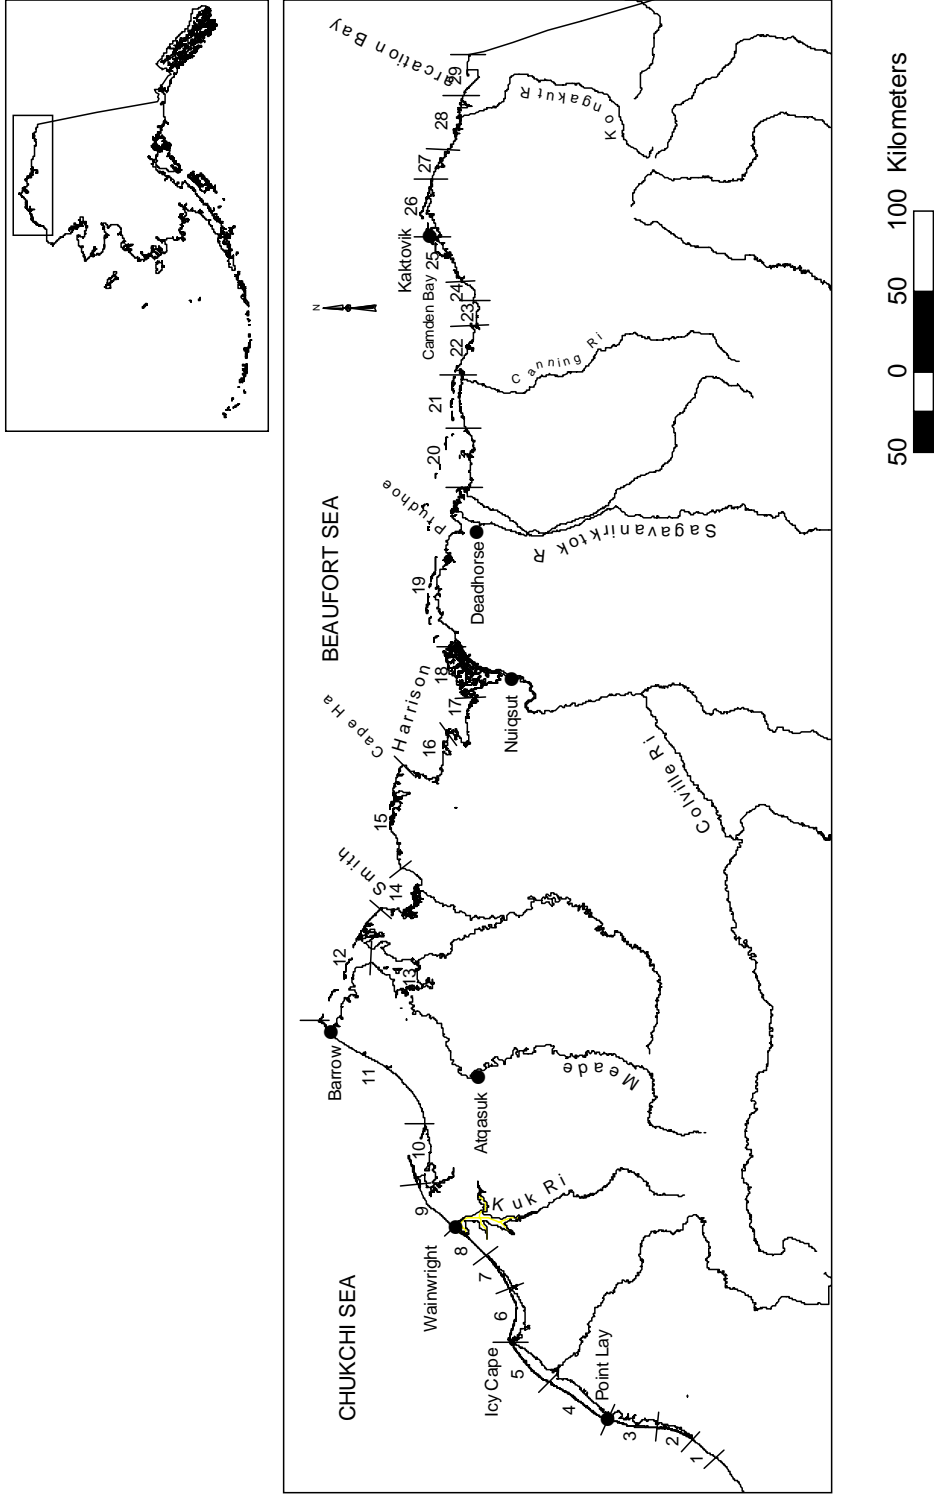 CHUKCHI SEA
BEAUFORT SEA
N
Point Lay
Icy Cape
Wainwright
Atqasuk
Barrow
Nuiqsut
Deadhorse
Kaktovik
Camden Bay
Kuk Ri
Meade
Smith
Cape Ha
Harrison
Colville Ri
Prudhoe
Sagavanirktok R
Canning Ri
Kongakut R
arcation Bay
1
2
3
4
5
6
7
8
9
10
11
12
13
14
15
16
17
18
19
20
21
22
23
24
25
26
27
28
29
50 0 50 100 Kilometers